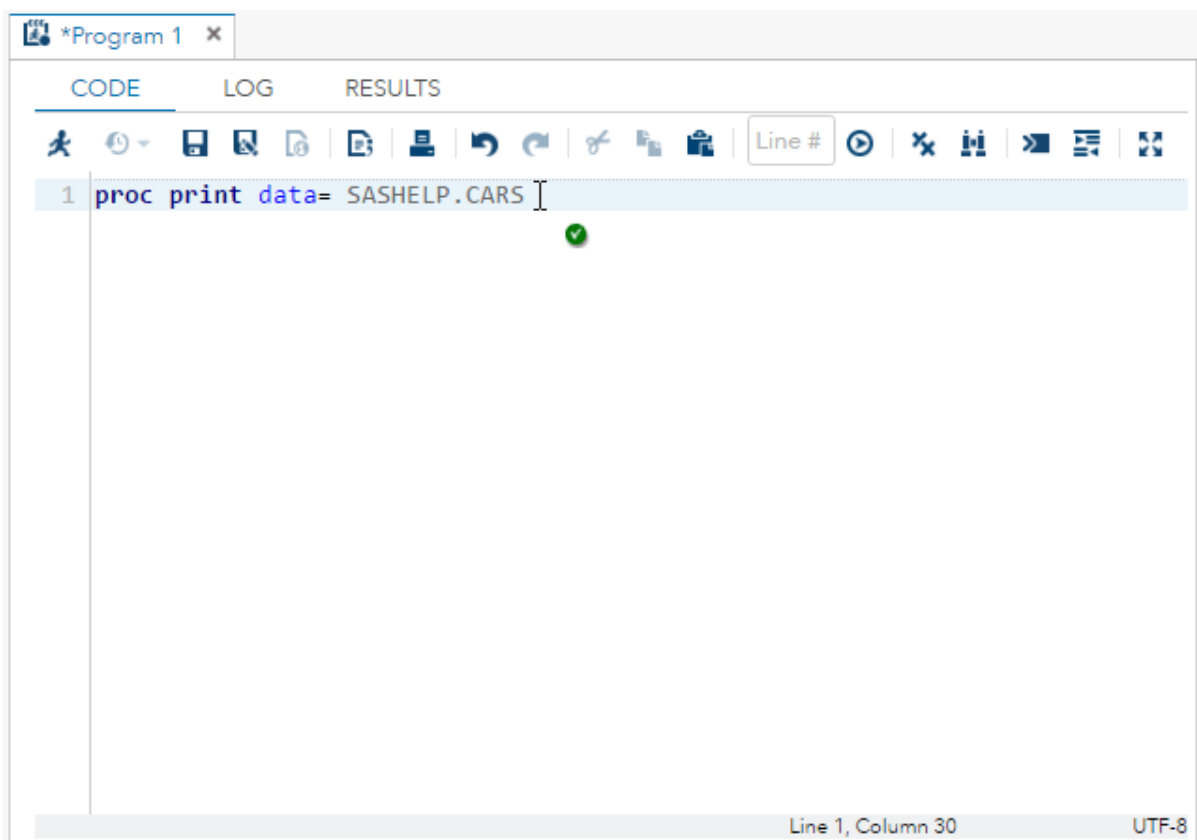 *Program 1
CODE LOG RESULTS
Line #
1 proc print data= SASHELP.CARS
Line 1, Column 30 UTF-8